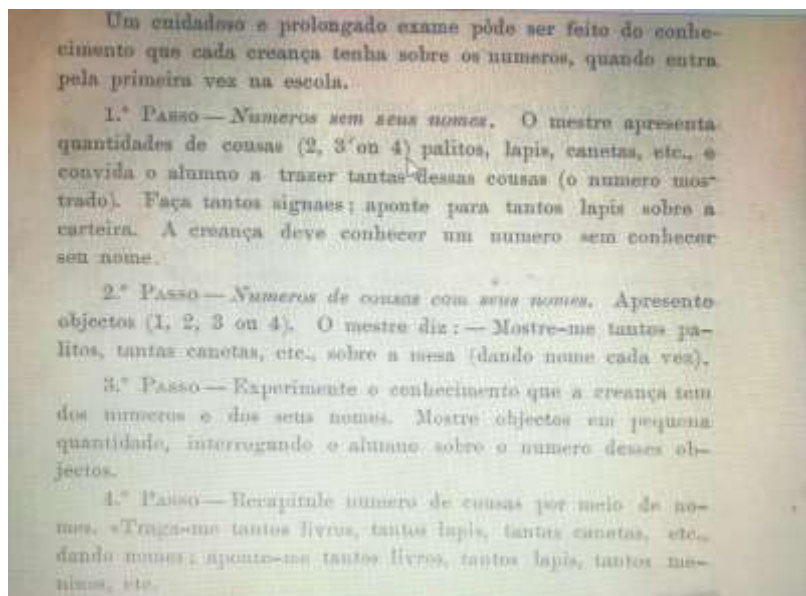 Um cuidadoso e prolongado exame póde ser feito do conhe-
cimento que cada creança tenha sobre os numeros, quando entra
pela primeira vez na escola.
1.º Passo — Numeros sem seus nomes. O mestre apresenta
quantidades de cousas (2, 3 ou 4) palitos, lapis, canetas, etc., e
convida o alumno a trazer tantas dessas cousas (o numero mos-
trado). Faça tantos signaes; aponte para tantos lapis sobre a
carteira. A creança deve conhecer um numero sem conhecer
seu nome.
2.º Passo — Numeros de cousas com seus nomes. Apresente
objectos (1, 2, 3 ou 4). O mestre diz: — Mostre-me tantos pa-
litos, tantas canetas, etc., sobre a mesa (dando nome cada vez).
3.º Passo — Experimente o conhecimento que a creança tem
dos numeros e dos seus nomes. Mostre objectos em pequena
quantidade, interrogando o alumno sobre o numero desses ob-
jectos.
4.º Passo — Recapitule numero de cousas por meio de no-
mes. «Traga-me tantos livros, tantos lapis, tantas canetas, etc.,
dando nomes; aponte-me tantos livros, tantos lapis, tantos me-
ninos, etc.